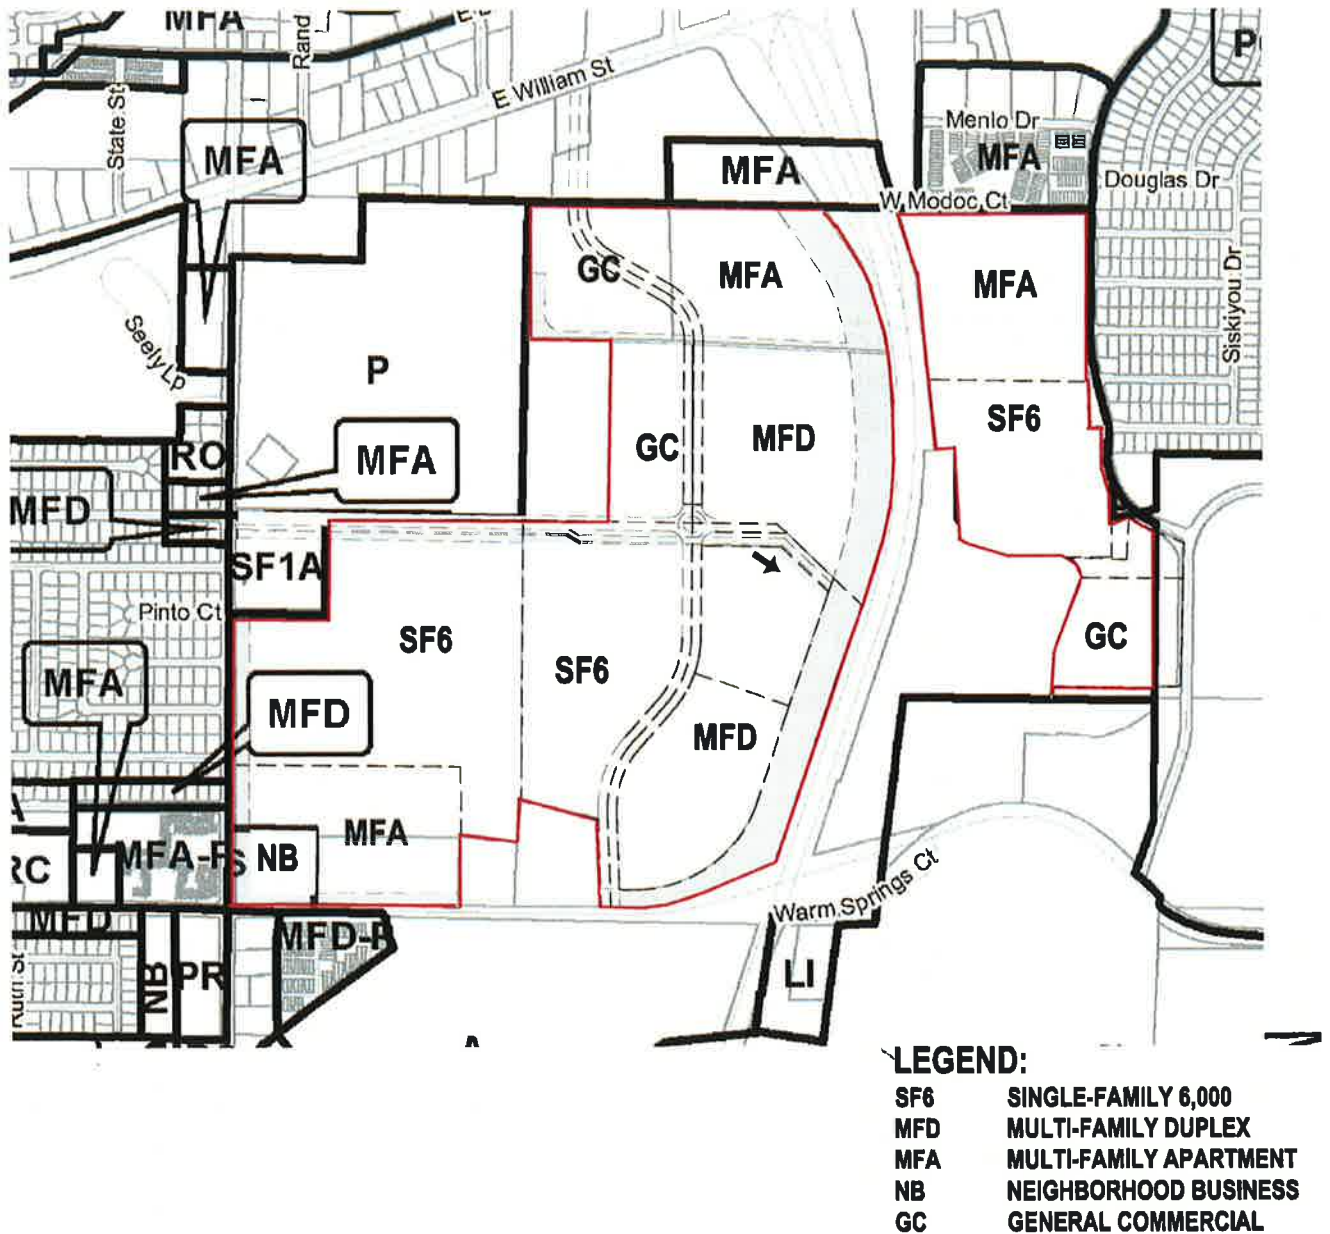 MFA
Rand
E William St
State St
MFA
Menlo Dr
MFA
MFA
Douglas Dr
W Modoc Ct
GC
MFA
MFA
Siskiyou Dr
Seely Lp
P
SF6
GC
MFD
RO
MFA
MFD
SF1A
Pinto Ct
SF6
SF6
GC
MFA
MFD
MFD
MFA
NB
MFA-
RC
Warm Springs Ct
MFD
MFD-
NB
PR
Ruth St
LI
LEGEND:
SF6 SINGLE-FAMILY 6,000
MFD MULTI-FAMILY DUPLEX
MFA MULTI-FAMILY APARTMENT
NB NEIGHBORHOOD BUSINESS
GC GENERAL COMMERCIAL